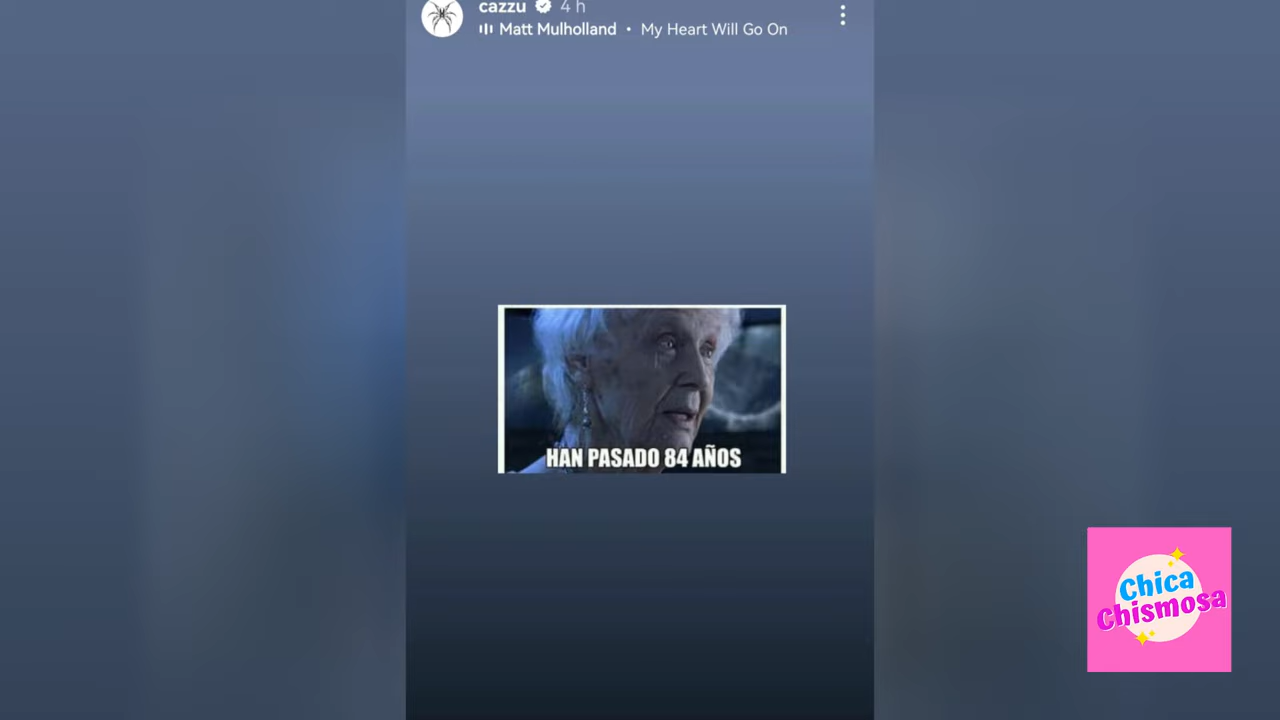 cazzu 4 h
Matt Mulholland • My Heart Will Go On
HAN PASADO 84 AÑOS
Chica
Chismosa